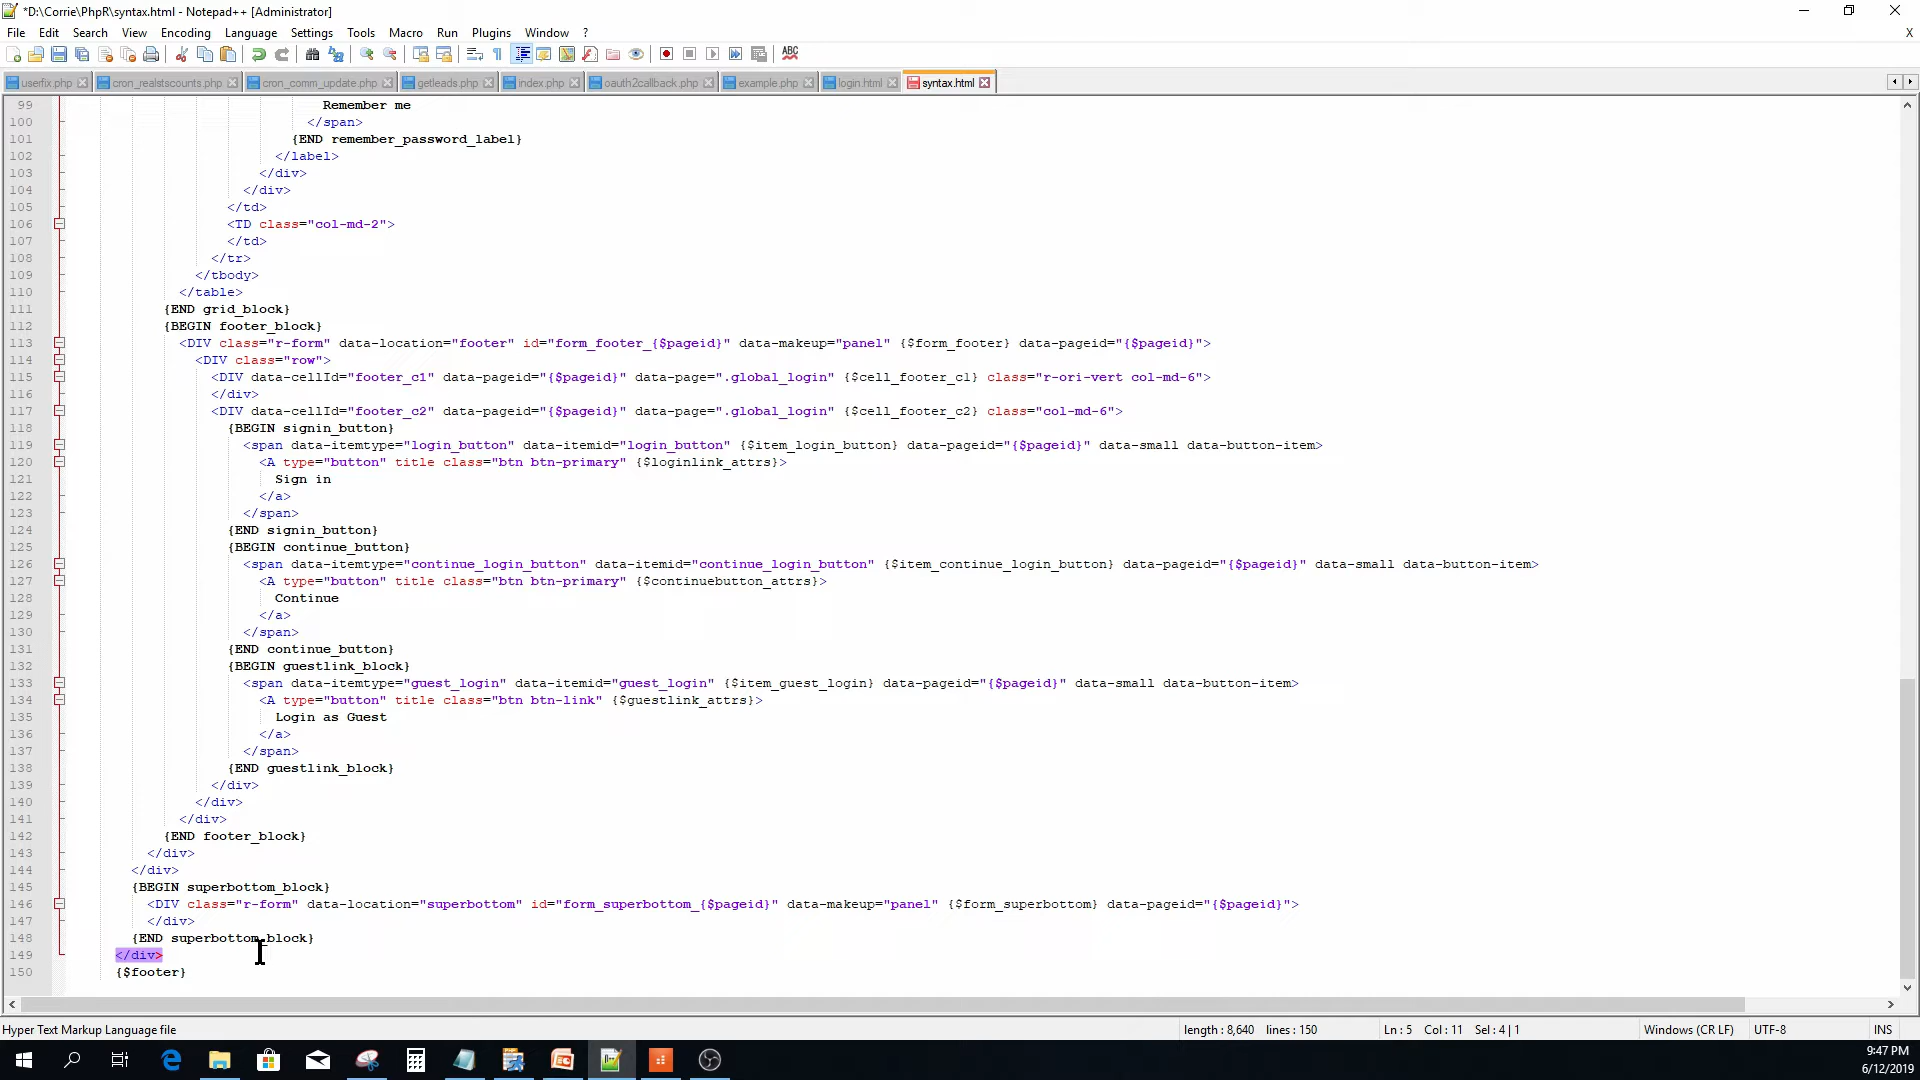 *D:\Corrie\PhpR\syntax.html - Notepad++ [Administrator]
File Edit Search View Encoding Language Settings Tools Macro Run Plugins Window ? X
ABC
userfix.php cron_realstscounts.php cron_comm_update.php getleads.php index.php oauth2callback.php example.php login.html syntax.html
99 Remember me
100 </span>
101 {END remember_password_label}
102 </label>
103 </div>
104 </div>
105 </td>
106 <TD class="col-md-2">
107 </td>
108 </tr>
109 </tbody>
110 </table>
111 {END grid_block}
112 {BEGIN footer_block}
113 <DIV class="r-form" data-location="footer" id="form_footer_{$pageid}" data-makeup="panel" {$form_footer} data-pageid="{$pageid}">
114 <DIV class="row">
115 <DIV data-cellId="footer_c1" data-pageid="{$pageid}" data-page=".global_login" {$cell_footer_c1} class="r-ori-vert col-md-6">
116 </div>
117 <DIV data-cellId="footer_c2" data-pageid="{$pageid}" data-page=".global_login" {$cell_footer_c2} class="col-md-6">
118 {BEGIN signin_button}
119 <span data-itemtype="login_button" data-itemid="login_button" {$item_login_button} data-pageid="{$pageid}" data-small data-button-item>
120 <A type="button" title class="btn btn-primary" {$loginlink_attrs}>
121 Sign in
122 </a>
123 </span>
124 {END signin_button}
125 {BEGIN continue_button}
126 <span data-itemtype="continue_login_button" data-itemid="continue_login_button" {$item_continue_login_button} data-pageid="{$pageid}" data-small data-button-item>
127 <A type="button" title class="btn btn-primary" {$continuebutton_attrs}>
128 Continue
129 </a>
130 </span>
131 {END continue_button}
132 {BEGIN guestlink_block}
133 <span data-itemtype="guest_login" data-itemid="guest_login" {$item_guest_login} data-pageid="{$pageid}" data-small data-button-item>
134 <A type="button" title class="btn btn-link" {$guestlink_attrs}>
135 Login as Guest
136 </a>
137 </span>
138 {END guestlink_block}
139 </div>
140 </div>
141 </div>
142 {END footer_block}
143 </div>
144 </div>
145 {BEGIN superbottom_block}
146 <DIV class="r-form" data-location="superbottom" id="form_superbottom_{$pageid}" data-makeup="panel" {$form_superbottom} data-pageid="{$pageid}">
147 </div>
148 {END superbottom_block}
149 </div>
150 {$footer}
Hyper Text Markup Language file length : 8,640 lines : 150 Ln : 5 Col : 11 Sel : 4 | 1 Windows (CR LF) UTF-8 INS
9:47 PM
6/12/2019